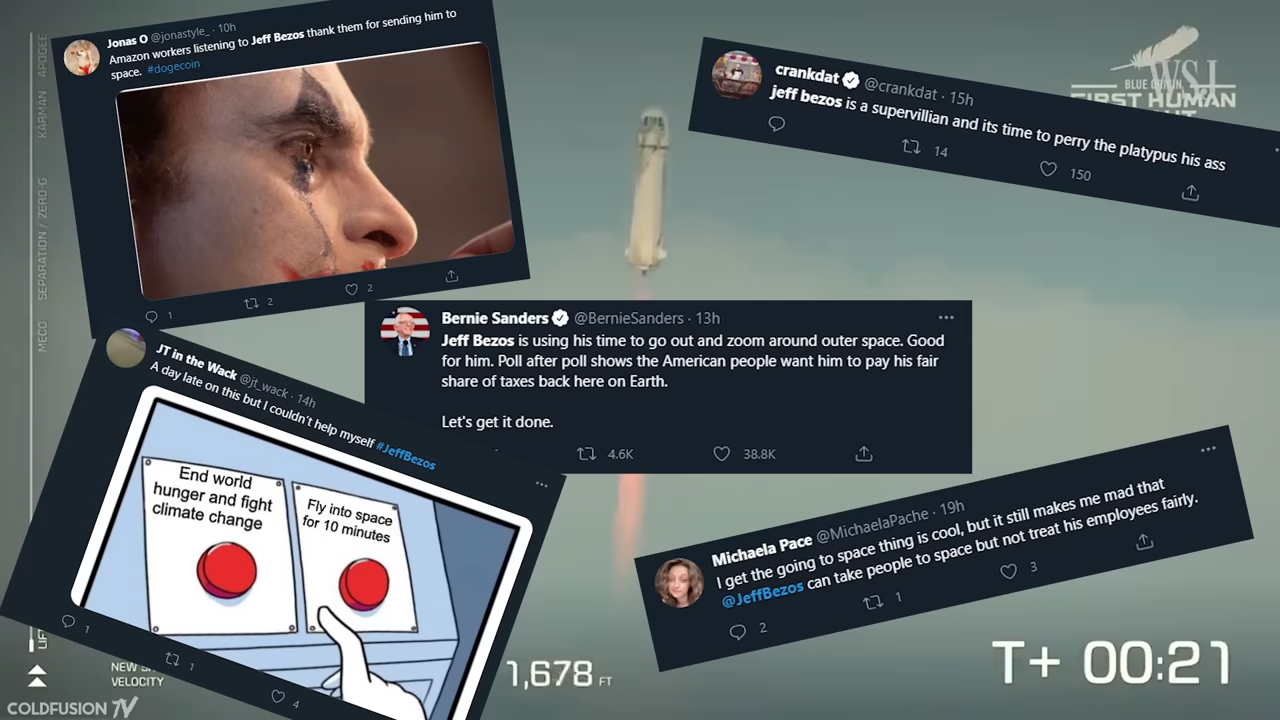 Jonas O @jonastyle_ · 10h
Amazon workers listening to Jeff Bezos thank them for sending him to
space. #dogecoin
1
2
2
crankdat @crankdat · 15h
jeff bezos is a supervillian and its time to perry the platypus his ass
14
150
BLUE ORIGIN
WSJ
FIRST HUMAN
APOGEE
KARMAN
SEPARATION / ZERO-G
MECO
Bernie Sanders @BernieSanders · 13h
Jeff Bezos is using his time to go out and zoom around outer space. Good
for him. Poll after poll shows the American people want him to pay his fair
share of taxes back here on Earth.
Let's get it done.
4.6K
38.8K
JT in the Wack @jt_wack · 14h
A day late on this but I couldn't help myself #JeffBezos
End world
hunger and fight
climate change
Fly into space
for 10 minutes
1
1
4
Michaela Pace @MichaelaPache · 19h
I get the going to space thing is cool, but it still makes me mad that
@JeffBezos can take people to space but not treat his employees fairly.
2
1
3
NEW
VELOCITY
1,678 FT
T+ 00:21
COLDFUSION TV